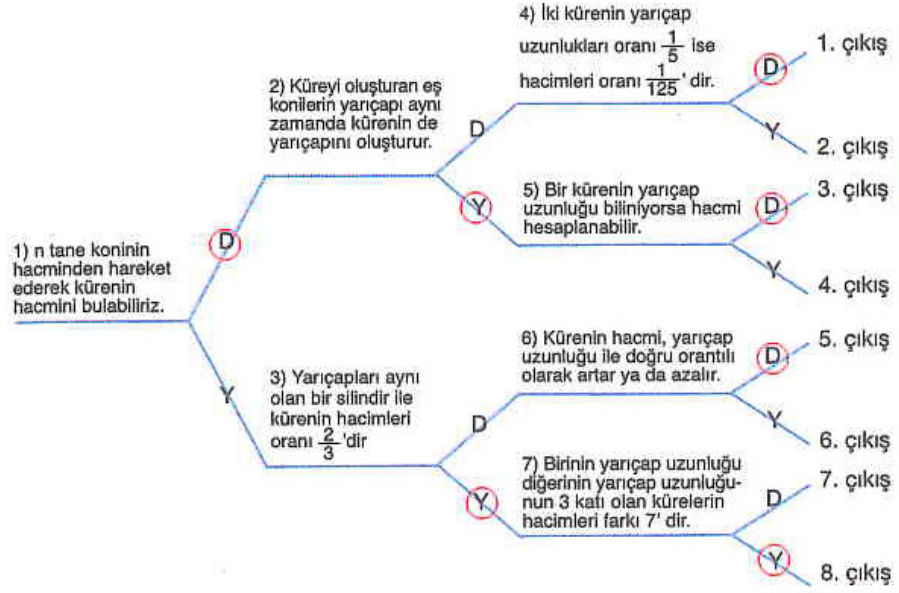 1) n tane koninin
hacminden hareket
ederek kürenin
hacmini bulabiliriz.
D
Y
2) Küreyi oluşturan eş
konilerin yarıçapı aynı
zamanda kürenin de
yarıçapını oluşturur.
D
Y
3) Yarıçapları aynı
olan bir silindir ile
kürenin hacimleri
oranı 2/3 'dir
D
Y
4) İki kürenin yarıçap
uzunlukları oranı 1/5 ise
hacimleri oranı 1/125' dir.
D
Y
1. çıkış
2. çıkış
5) Bir kürenin yarıçap
uzunluğu biliniyorsa hacmi
hesaplanabilir.
D
Y
3. çıkış
4. çıkış
6) Kürenin hacmi, yarıçap
uzunluğu ile doğru orantılı
olarak artar ya da azalır.
D
Y
5. çıkış
6. çıkış
7) Birinin yarıçap uzunluğu
diğerinin yarıçap uzunluğu-
nun 3 katı olan kürelerin
hacimleri farkı 7' dir.
D
Y
7. çıkış
8. çıkış